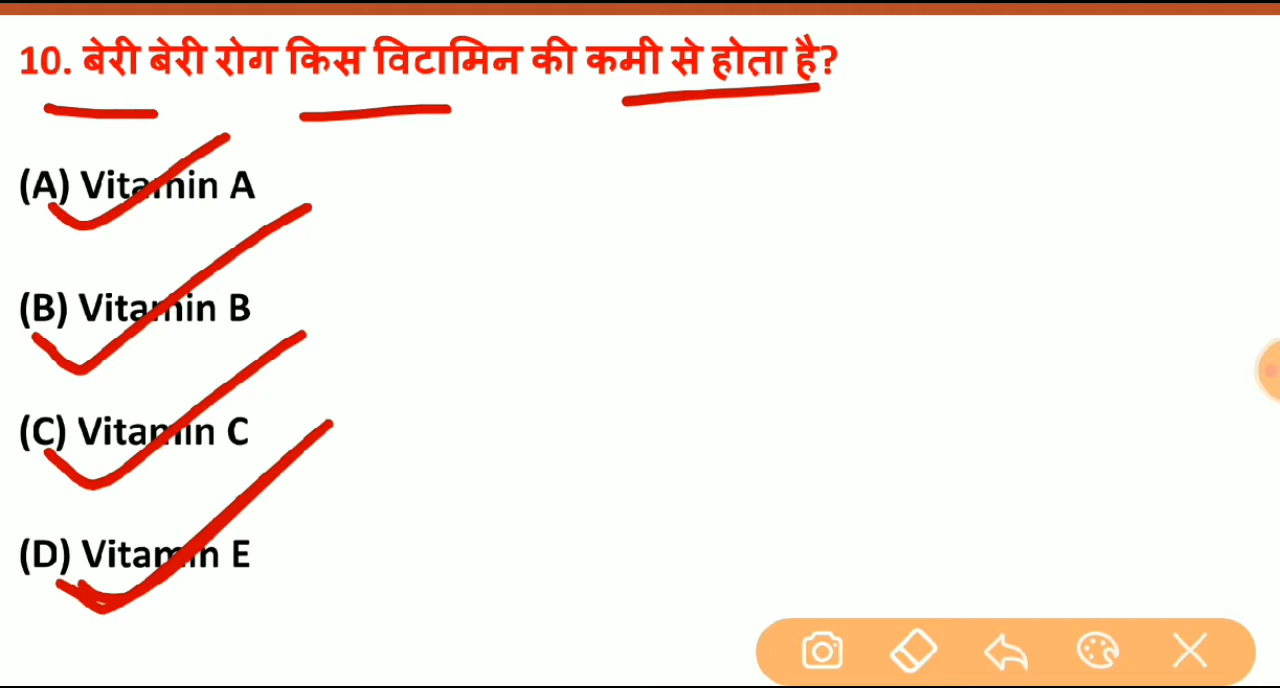 10. बेरी बेरी रोग किस विटामिन की कमी से होता है?
(A) Vitamin A
(B) Vitamin B
(C) Vitamin C
(D) Vitamin E